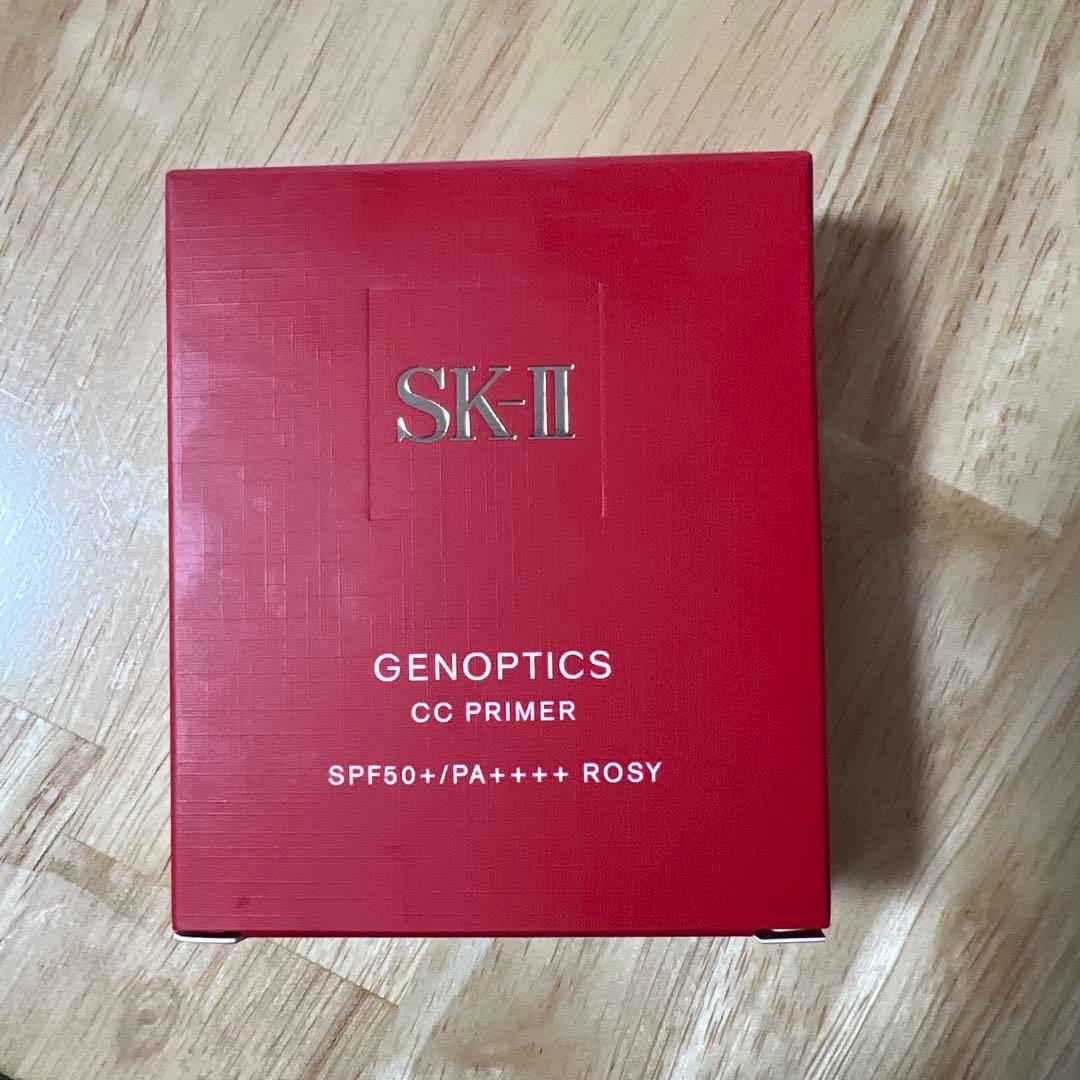 SK-II
GENOPTICS
CC PRIMER
SPF50+/PA++++ ROSY